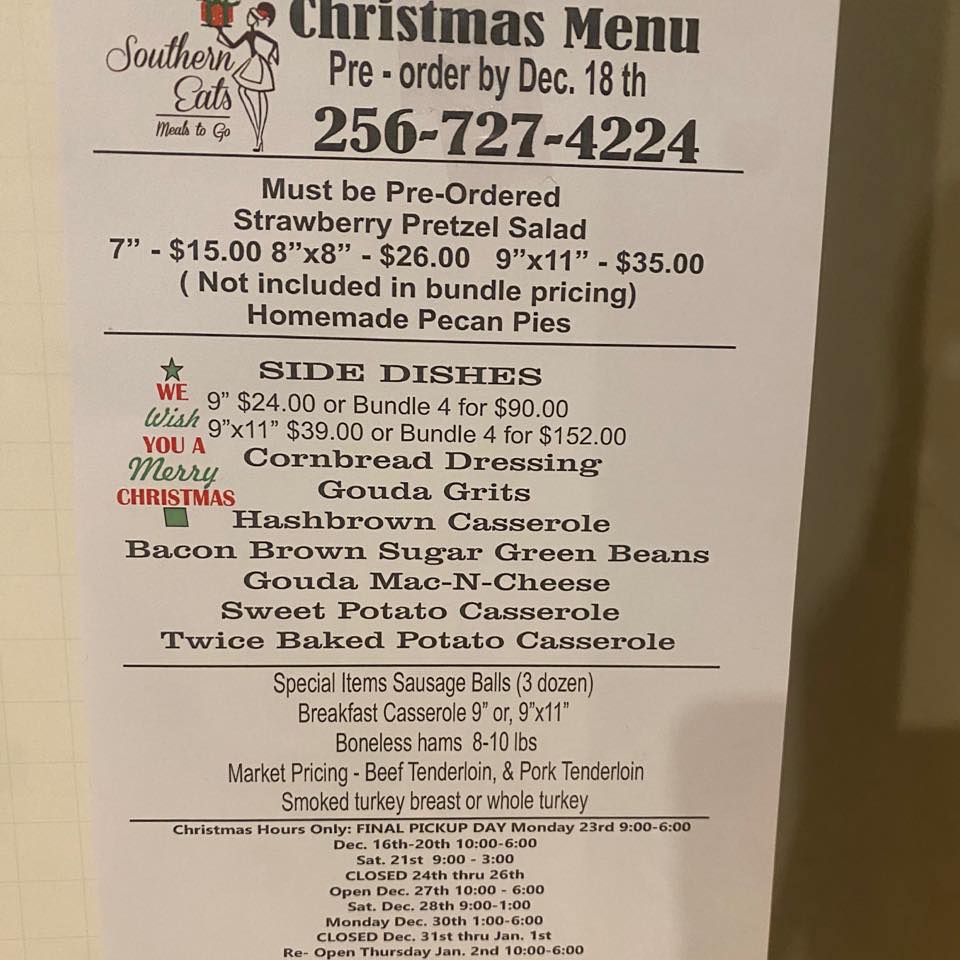 Southern
Eats
Meals to Go
Christmas Menu
Pre - order by Dec. 18 th
256-727-4224
Must be Pre-Ordered
Strawberry Pretzel Salad
7” - $15.00 8”x8” - $26.00 9”x11” - $35.00
( Not included in bundle pricing)
Homemade Pecan Pies
SIDE DISHES
9” $24.00 or Bundle 4 for $90.00
9”x11” $39.00 or Bundle 4 for $152.00
WE
Wish
YOU A
Merry
CHRISTMAS
Cornbread Dressing
Gouda Grits
Hashbrown Casserole
Bacon Brown Sugar Green Beans
Gouda Mac-N-Cheese
Sweet Potato Casserole
Twice Baked Potato Casserole
Special Items Sausage Balls (3 dozen)
Breakfast Casserole 9” or, 9”x11”
Boneless hams 8-10 lbs
Market Pricing - Beef Tenderloin, & Pork Tenderloin
Smoked turkey breast or whole turkey
Christmas Hours Only: FINAL PICKUP DAY Monday 23rd 9:00-6:00
Dec. 16th-20th 10:00-6:00
Sat. 21st 9:00 - 3:00
CLOSED 24th thru 26th
Open Dec. 27th 10:00 - 6:00
Sat. Dec. 28th 9:00-1:00
Monday Dec. 30th 1:00-6:00
CLOSED Dec. 31st thru Jan. 1st
Re- Open Thursday Jan. 2nd 10:00-6:00